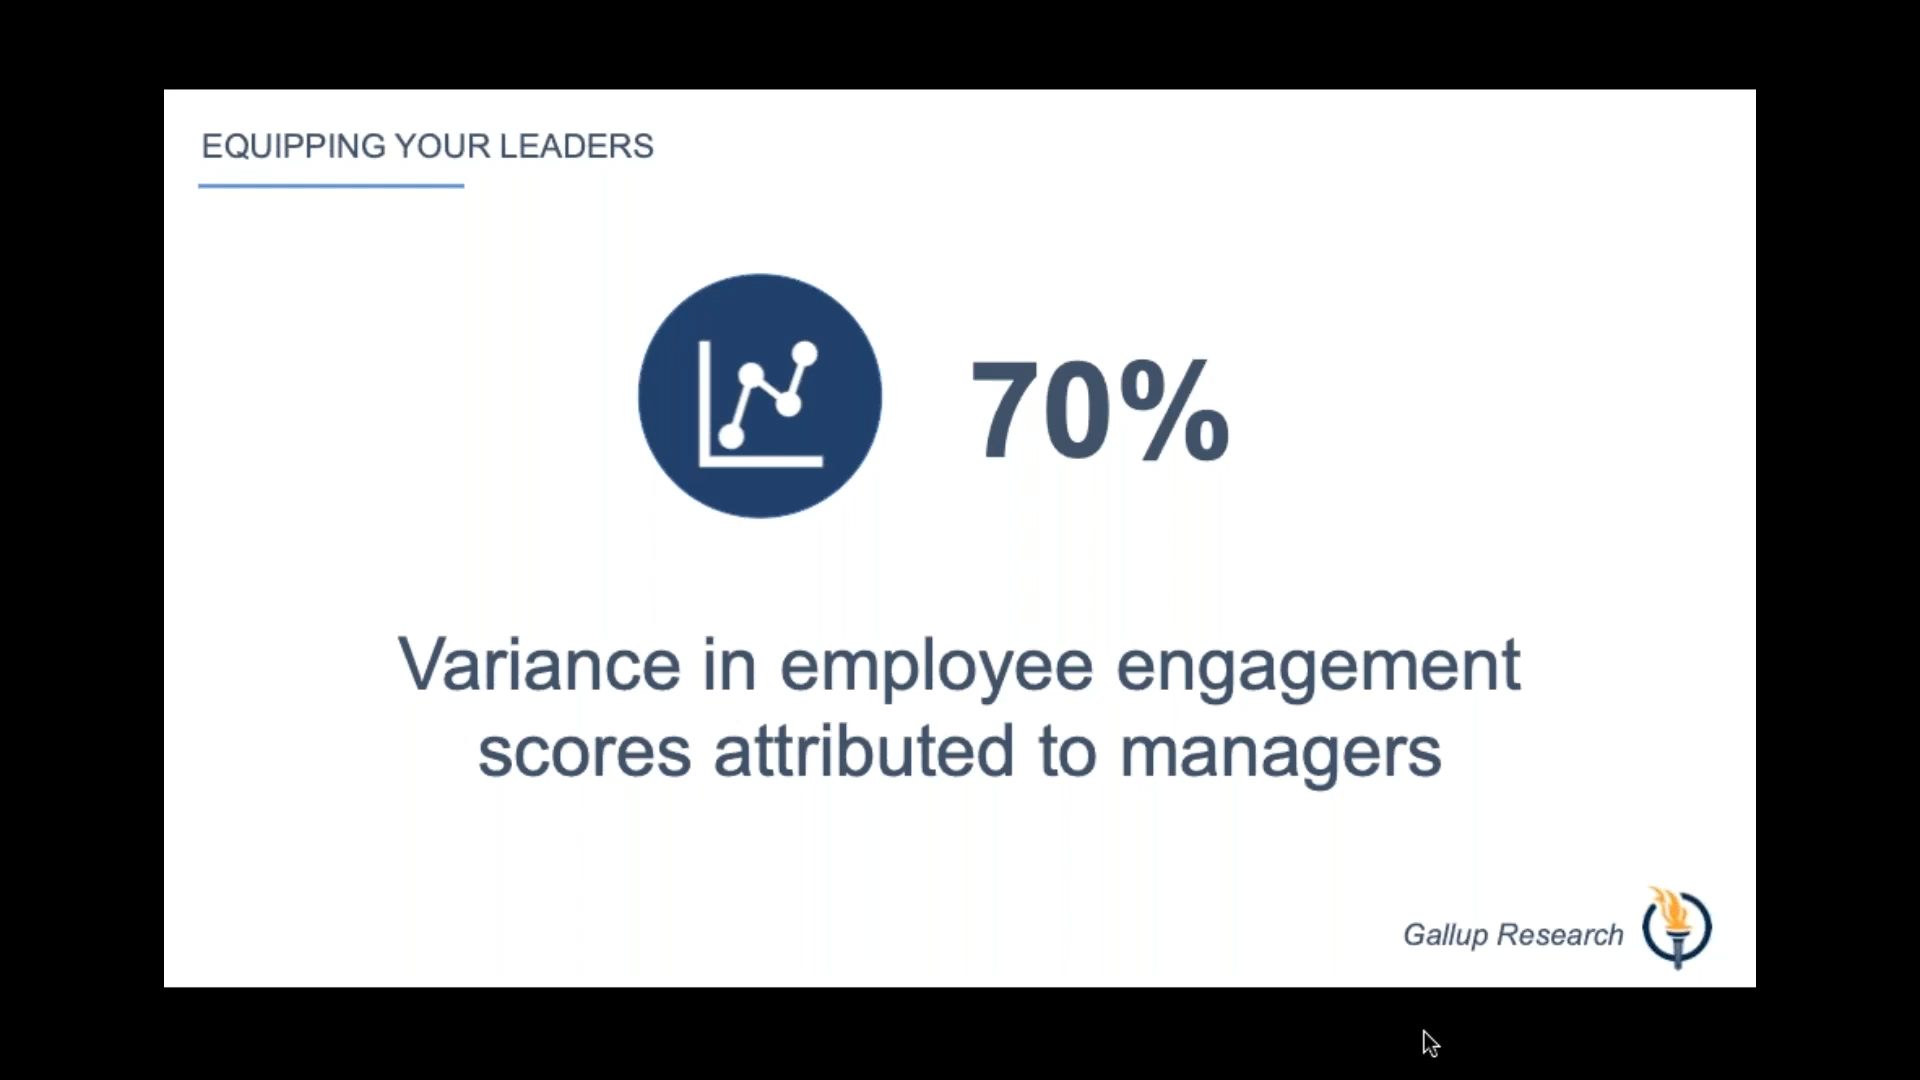 EQUIPPING YOUR LEADERS
70%
Variance in employee engagement
scores attributed to managers
Gallup Research